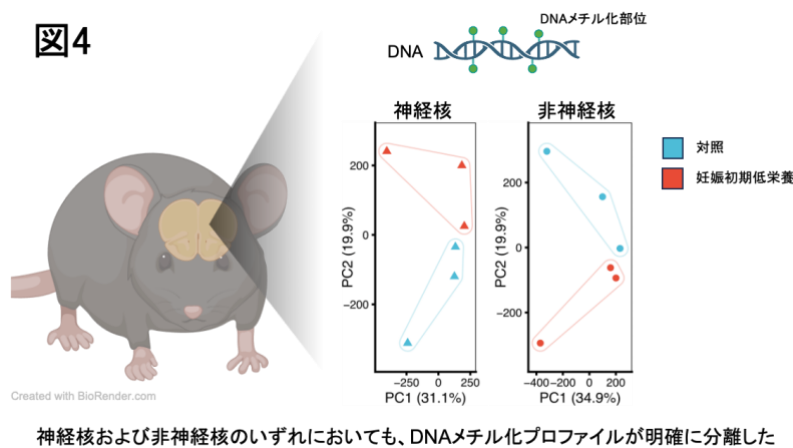 図4
DNAメチル化部位
DNA
神経核
非神経核
対照
妊娠初期低栄養
200
0
-200
PC2 (19.9%)
-250
0
250
PC1 (31.1%)
200
0
-200
PC2 (19.9%)
-400
-200
0
200
PC1 (34.9%)
Created with BioRender.com
神経核および非神経核のいずれにおいても、DNAメチル化プロファイルが明確に分離した